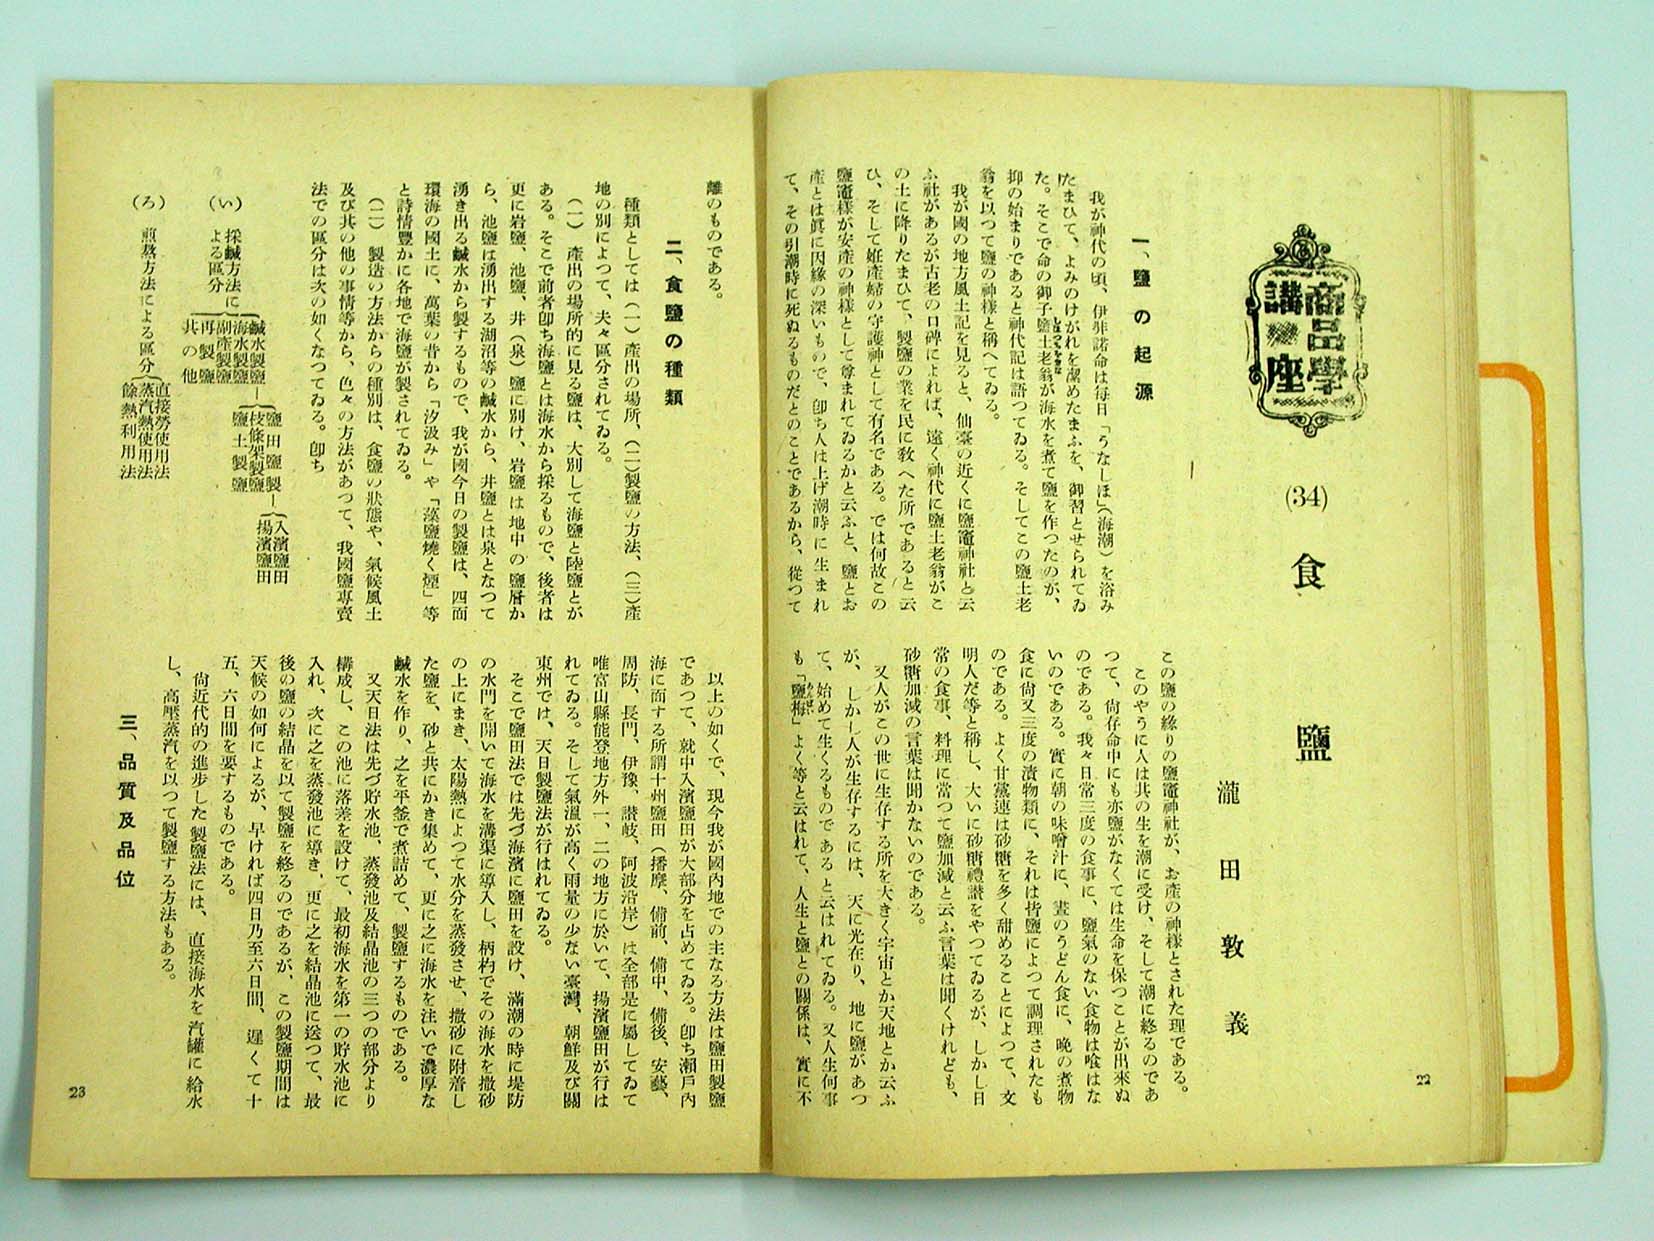 商品學
講座
(34)
食鹽
瀧田敦義
一、鹽の起源
我が神代の頃、伊弉諾命は毎日「うなしほ」(海潮)を浴み
たまひて、よみのけがれを潔めたまふを、御習とせられてゐ
た。そこで命の御子鹽土老翁が海水を煮て鹽を作つたのが、
抑の始まりであると神代記は語つてゐる。そしてこの鹽土老
翁を以つて鹽の神樣と稱へてゐる。
我が國の地方風土記を見ると、仙臺の近くに鹽竈神社と云
ふ社があるが古老の口碑によれば、遠く神代に鹽土老翁がこ
の土に降りたまひて、製鹽の業を民に敎へた所であると云
ひ、そして姙產婦の守護神として有名である。では何故この
鹽竈樣が安產の神樣として尊まれてゐるかと云ふと、鹽とお
產とは眞に因緣の深いもので、卽ち人は上げ潮時に生まれ
て、その引潮時に死ぬるものだとのことであるから、從つて
この鹽の緣りの鹽竈神社が、お產の神樣とされた理である。
このやうに人は其の生を潮に受け、そして潮に終るのであ
つて、尙存命中にも亦鹽がなくては生命を保つことが出來ぬ
のである。我々日常三度の食事に、鹽氣のない食物は喰はな
いのである。實に朝の味噌汁に、晝のうどん食に、晩の煮物
食に尙又三度の漬物類に、それは皆鹽によつて調理されたも
のである。よく甘黨連は砂糖を多く甜めることによつて、文
明人だ等と稱し、大いに砂糖禮讃をやつてゐるが、しかし日
常の食事、料理に當つて鹽加減と云ふ言葉は聞くけれども、
砂糖加減の言葉は聞かないのである。
又人がこの世に生存する所を大きく宇宙とか天地とか云ふ
が、しかし人が生存するには、天に光在り、地に鹽があつ
て、始めて生くるものであると云はれてゐる。又人生何事
も「鹽梅」よく等と云はれて、人生と鹽との關係は、實に不
22
離のものである。
二、食鹽の種類
種類としては(一)產出の場所、(二)製鹽の方法、(三)產
地の別によつて、夫々區分されてゐる。
(一) 產出の場所的に見る鹽は、大別して海鹽と陸鹽とが
ある。そこで前者卽ち海鹽とは海水から採るもので、後者は
更に岩鹽、池鹽、井(泉)鹽に別け、岩鹽は地中の鹽層か
ら、池鹽は湧出する湖沼等の鹹水から、井鹽とは泉となつて
湧き出る鹹水から製するもので、我が國今日の製鹽は、四面
環海の國土に、萬葉の昔から「汐汲み」や「藻鹽燒く煙」等
と詩情豐かに各地で海鹽が製されてゐる。
(二) 製造の方法からの種別は、食鹽の狀態や、氣候風土
及び其の他の事情等から、色々の方法があつて、我國鹽專賣
法での區分は次の如くなつてゐる。卽ち
(い) 採鹹方法による區分
鹹水製鹽
海水製鹽
副產製鹽
再製鹽
其の他
鹽田鹽製
枝條架製鹽
鹽土製鹽
入濱鹽田
揚濱鹽田
(ろ) 煎熬方法による區分
直接勞使用法
蒸汽熱使用法
餘熱利用法
以上の如くで、現今我が國內地での主なる方法は鹽田製鹽
であつて、就中入濱鹽田が大部分を占めてゐる。卽ち瀨戶內
海に面する所謂十州鹽田(播摩、備前、備中、備後、安藝、
周防、長門、伊豫、讃岐、阿波沿岸)は全部是に屬してゐて
唯富山縣能登地方外一、二の地方に於いて、揚濱鹽田が行は
れてゐる。そして氣溫が高く雨量の少ない臺灣、朝鮮及び關
東州では、天日製鹽法が行はれてゐる。
そこで鹽田法では先づ海濱に鹽田を設け、滿潮の時に堤防
の水門を開いて海水を溝渠に導入し、柄杓でその海水を撒砂
の上にまき、太陽熱によつて水分を蒸發させ、撒砂に附着し
た鹽を、砂と共にかき集めて、更に之に海水を注いで濃厚な
鹹水を作り、之を平釜で煮詰めて、製鹽するものである。
又天日法は先づ貯水池、蒸發池及結晶池の三つの部分より
構成し、この池に落差を設けて、最初海水を第一の貯水池に
入れ、次に之を蒸發池に導き、更に之を結晶池に送つて、最
後の鹽の結晶を以て製鹽を終るのであるが、この製鹽期間は
天候の如何によるが、早ければ四日乃至六日間、遲くて十
五、六日間を要するものである。
尙近代的の進步した製鹽法には、直接海水を汽罐に給水
し、高壓蒸汽を以つて製鹽する方法もある。
三、品質及品位
23